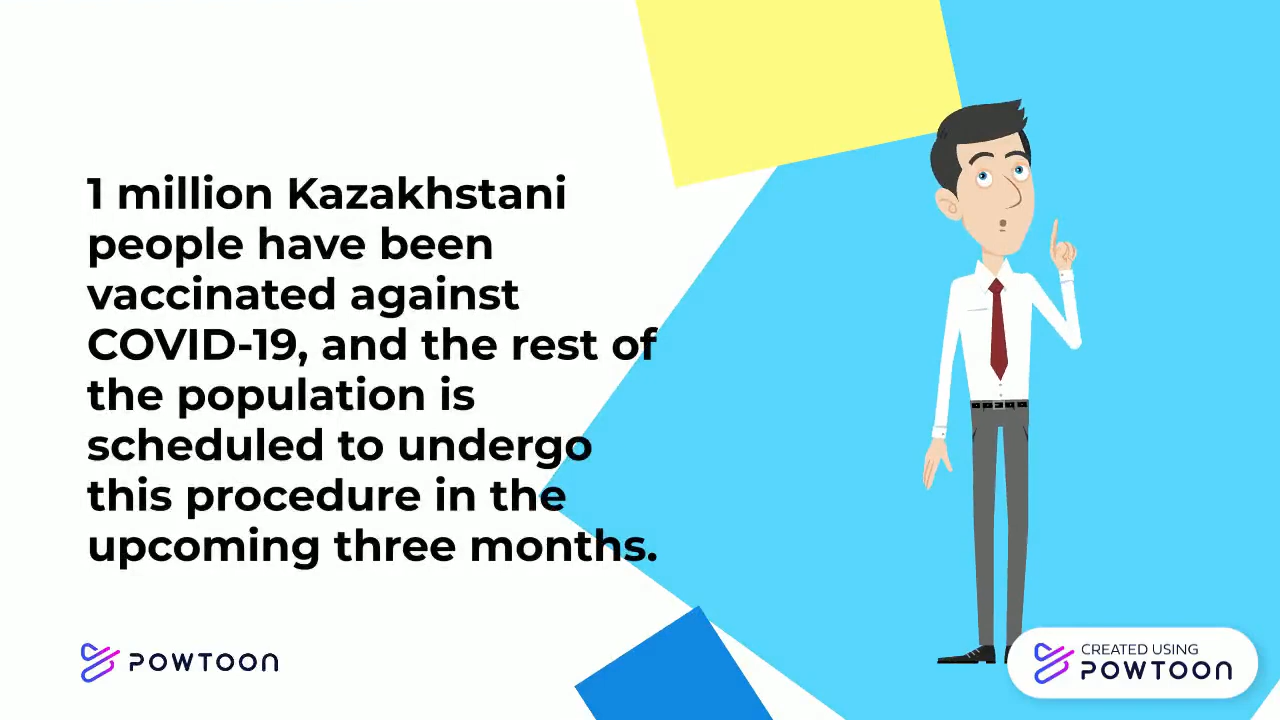 1 million Kazakhstani
people have been
vaccinated against
COVID-19, and the rest of
the population is
scheduled to undergo
this procedure in the
upcoming three months.
POWTOON
CREATED USING
POWTOON